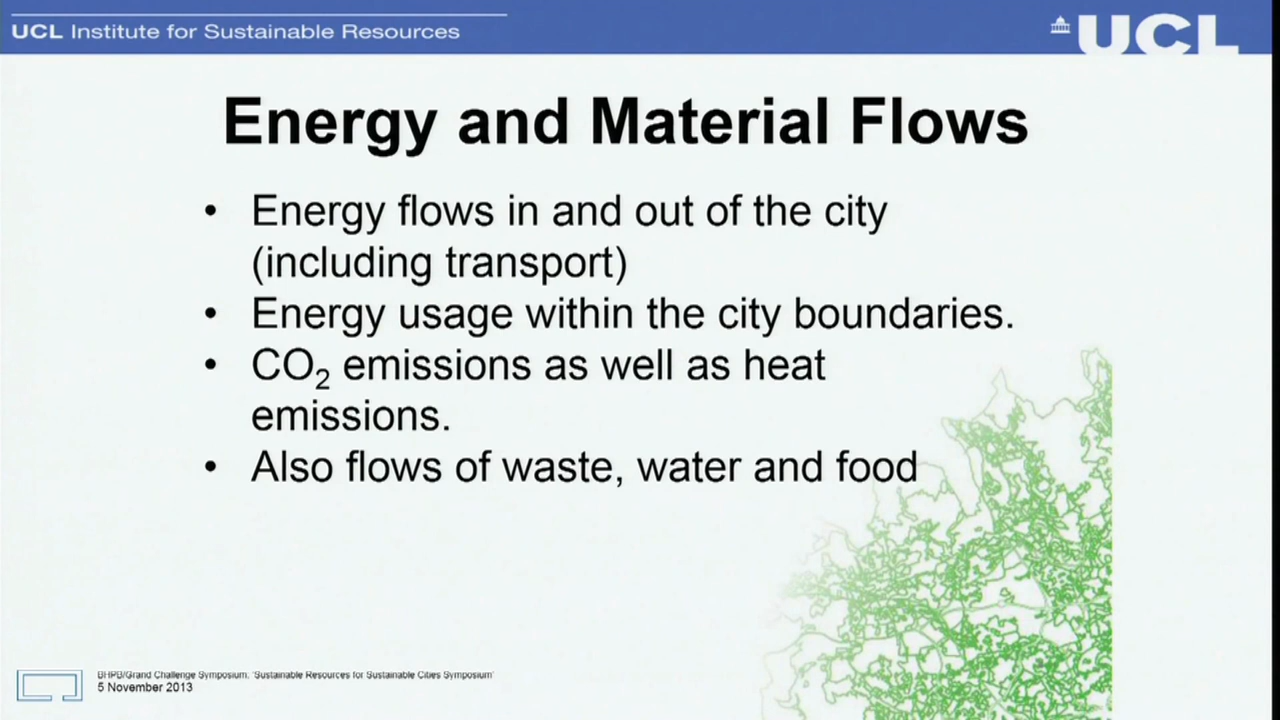 UCL Institute for Sustainable Resources
UCL
Energy and Material Flows
• Energy flows in and out of the city
(including transport)
• Energy usage within the city boundaries.
• CO₂ emissions as well as heat
emissions.
• Also flows of waste, water and food
BHPB/Grand Challenge Symposium, 'Sustainable Resources for Sustainable Cities Symposium'
5 November 2013